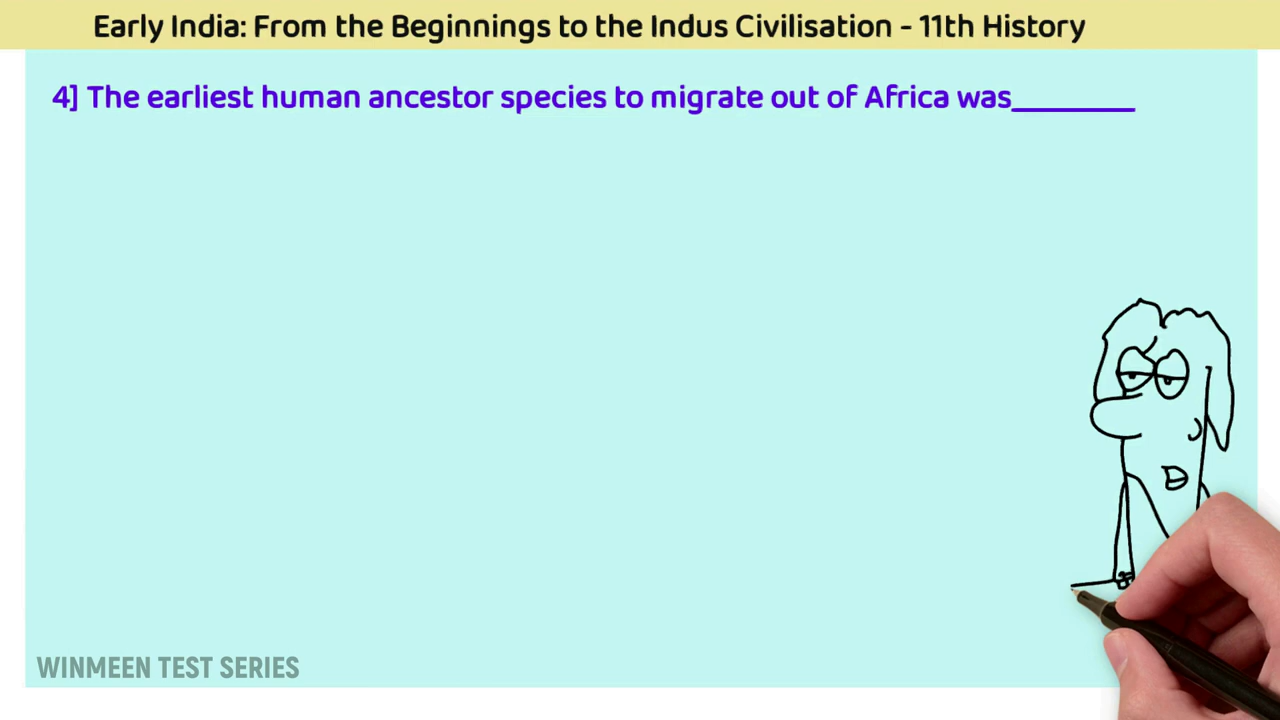 Early India: From the Beginnings to the Indus Civilisation - 11th History
4] The earliest human ancestor species to migrate out of Africa was________
WINMEEN TEST SERIES